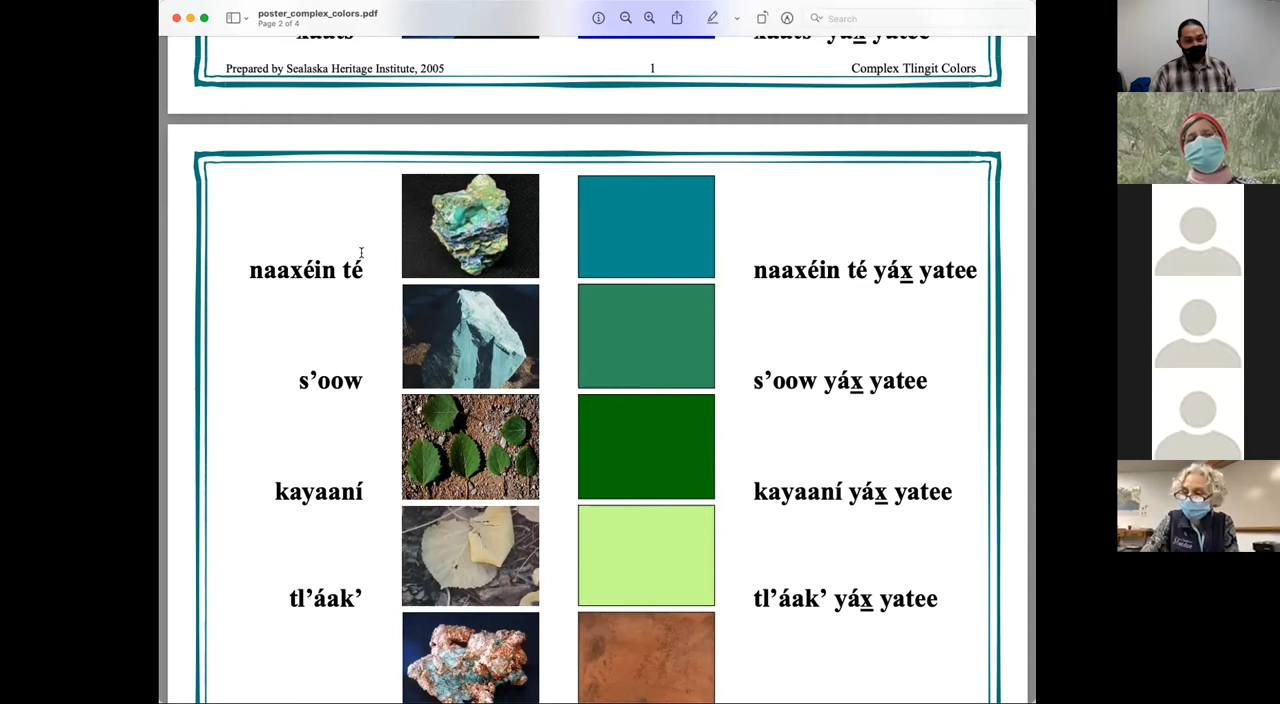 poster_complex_colors.pdf
Page 2 of 4
Search
Prepared by Sealaska Heritage Institute, 2005 1 Complex Tlingit Colors
naaxéin té naaxéin té yáx̲ yatee
s’oow s’oow yáx̲ yatee
kayaaní kayaaní yáx̲ yatee
tl’áak’ tl’áak’ yáx̲ yatee